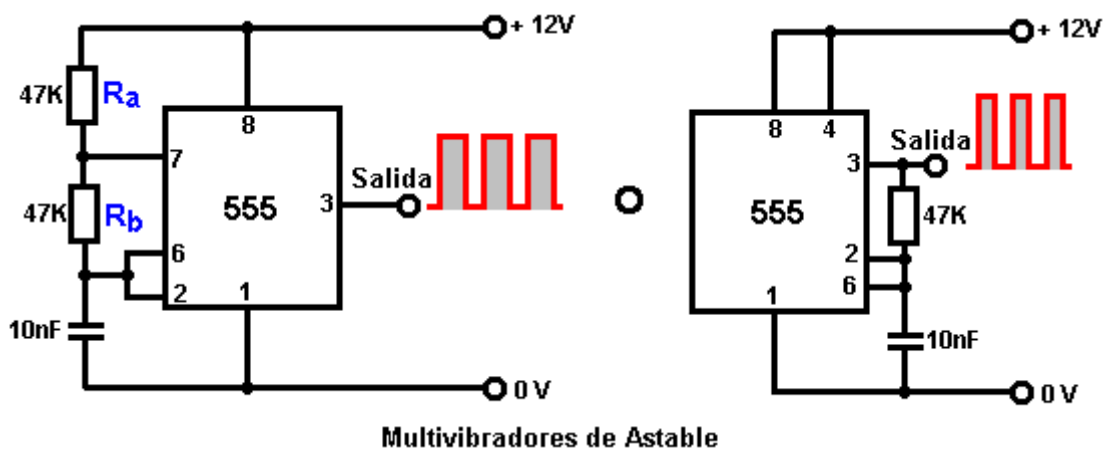 + 12V
47K Ra
8
7
47K Rb
555
3
Salida
6
2
1
10nF
0 V
O
+ 12V
8 4
3
Salida
555
47K
2
6
1
10nF
0 V
Multivibradores de Astable